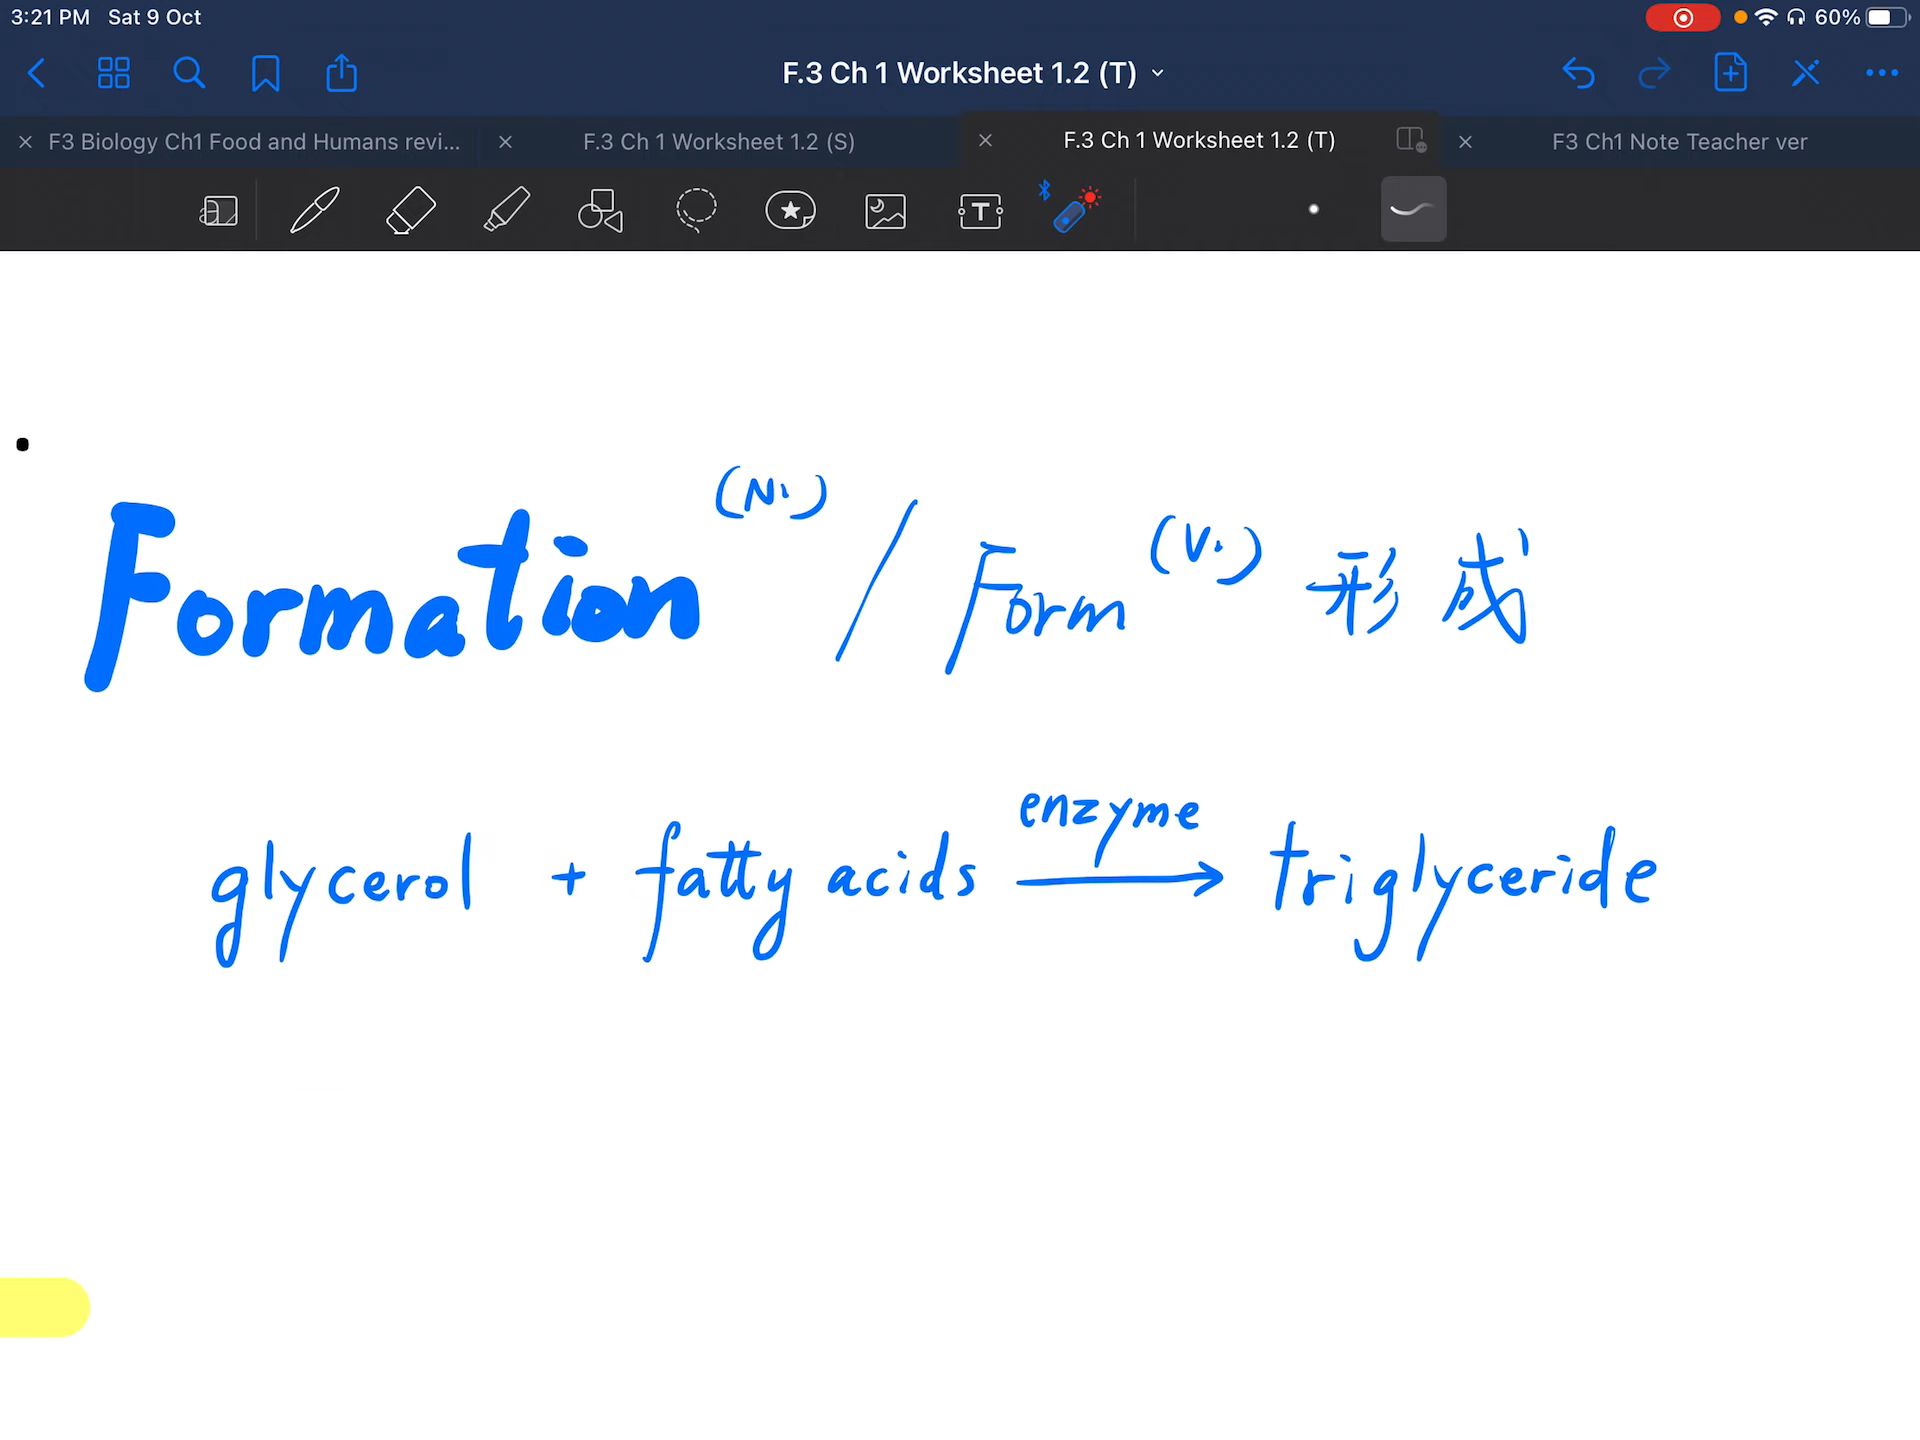 3:21 PM Sat 9 Oct 60%
F.3 Ch 1 Worksheet 1.2 (T)
F3 Biology Ch1 Food and Humans revi... F.3 Ch 1 Worksheet 1.2 (S) F.3 Ch 1 Worksheet 1.2 (T) F3 Ch1 Note Teacher ver
Formation (N.) / Form (V.) 形成
glycerol + fatty acids enzyme → triglyceride